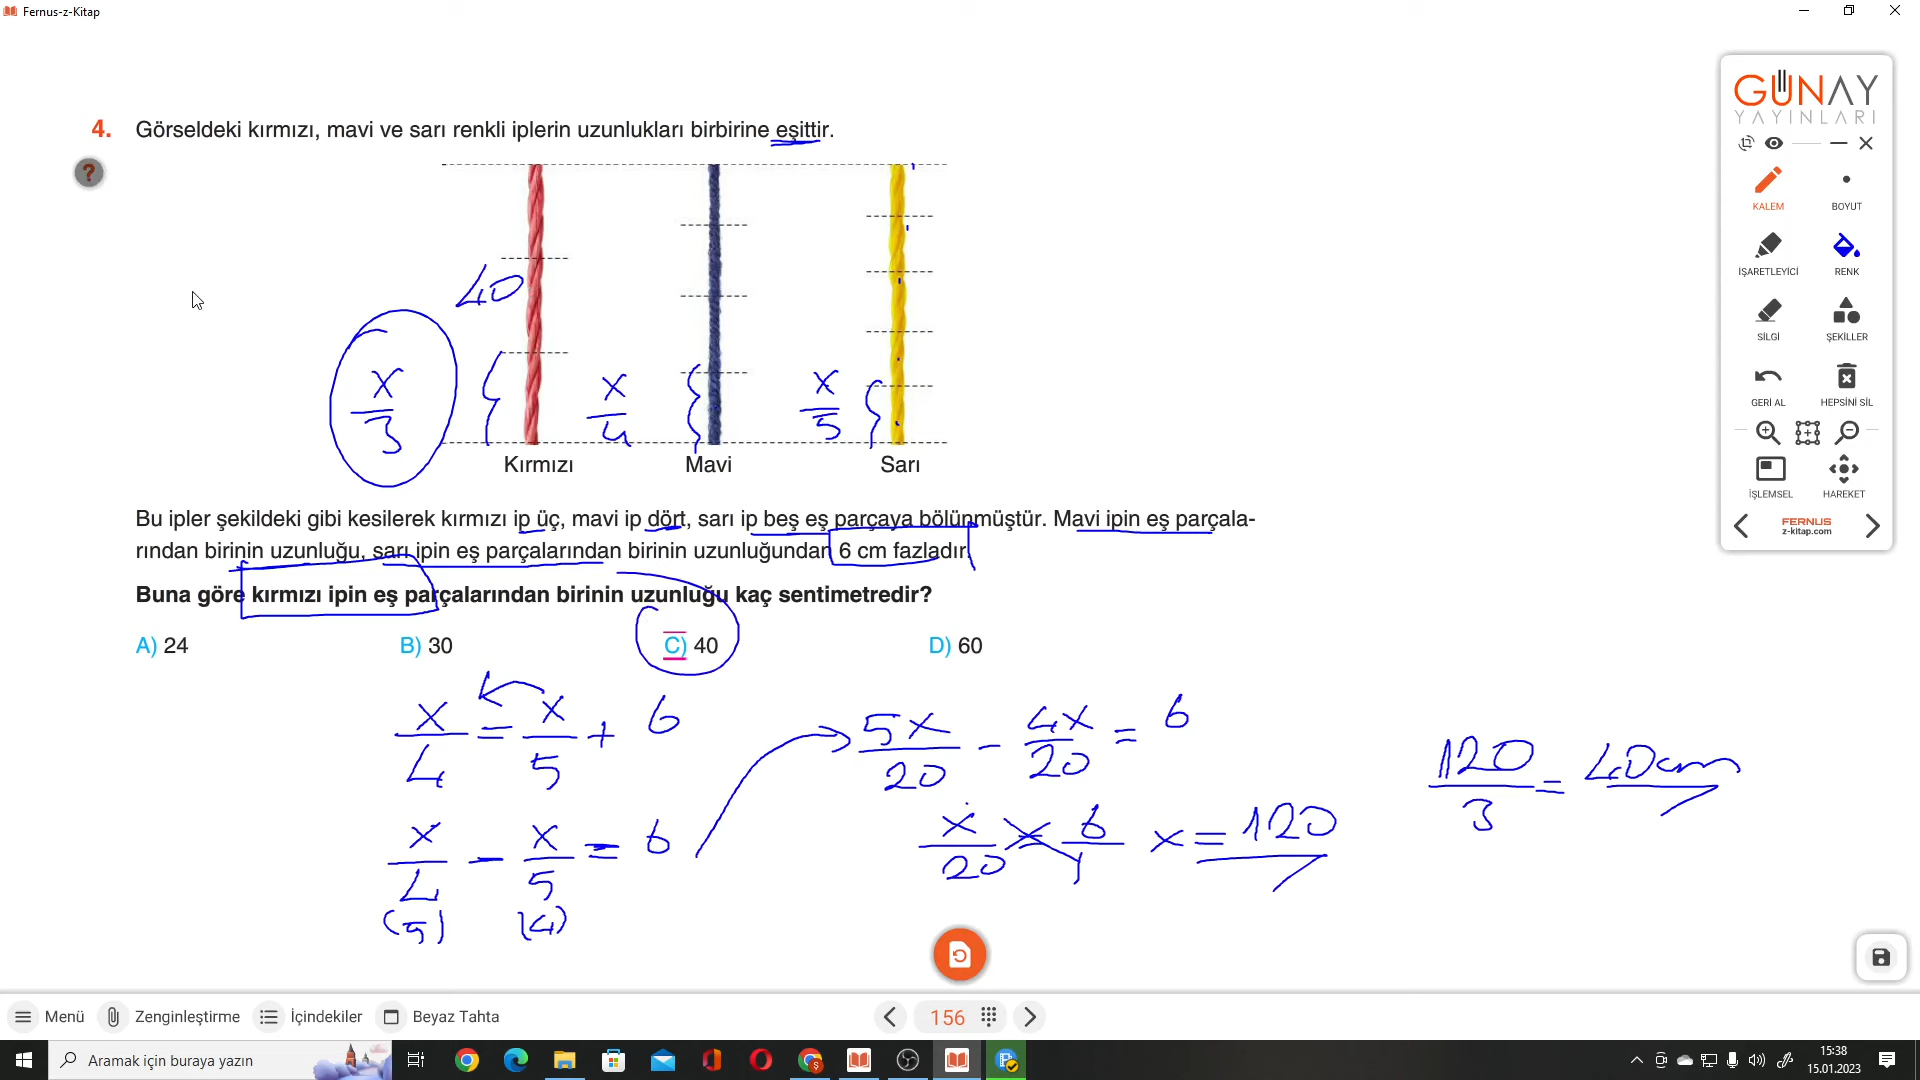 Fernus-z-Kitap
GÜNAY
YAYINLARI
4. Görseldeki kırmızı, mavi ve sarı renkli iplerin uzunlukları birbirine eşittir.
?
40
x/3
x/4
x/5
Kırmızı Mavi Sarı
Bu ipler şekildeki gibi kesilerek kırmızı ip üç, mavi ip dört, sarı ip beş eş parçaya bölünmüştür. Mavi ipin eş parçala-
rından birinin uzunluğu, sarı ipin eş parçalarından birinin uzunluğundan 6 cm fazladır.
Buna göre kırmızı ipin eş parçalarından birinin uzunluğu kaç sentimetredir?
A) 24 B) 30 C) 40 D) 60
x/4 = x/5 + 6
x/4 - x/5 = 6
(5) (4)
5x/20 - 4x/20 = 6
x/20 = 6/1 x = 120
120/3 = 40cm
KALEM BOYUT
İŞARETLEYİCİ RENK
SİLGİ ŞEKİLLER
GERİ AL HEPSİNİ SİL
İŞLEMSEL HAREKET
FERNUS
z-kitap.com
Menü Zenginleştirme İçindekiler Beyaz Tahta 156
Aramak için buraya yazın
15:38
15.01.2023